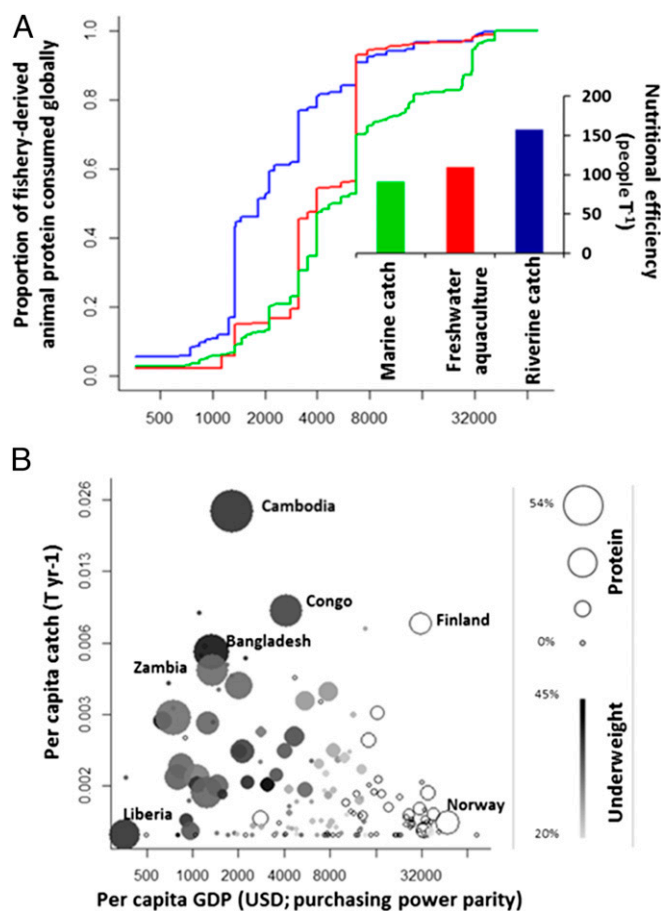 A
Proportion of fishery-derived
animal protein consumed globally
0.0
0.2
0.4
0.6
0.8
1.0
500
1000
2000
4000
8000
32000
Nutritional efficiency
(people T-1)
0
50
100
150
200
Marine catch
Freshwater
aquaculture
Riverine catch
B
Per capita catch (T yr-1)
0.026
0.013
0.006
0.003
0.002
Cambodia
Congo
Finland
Bangladesh
Zambia
Liberia
Norway
500
1000
2000
4000
8000
32000
Per capita GDP (USD; purchasing power parity)
54%
0%
Protein
45%
20%
Underweight